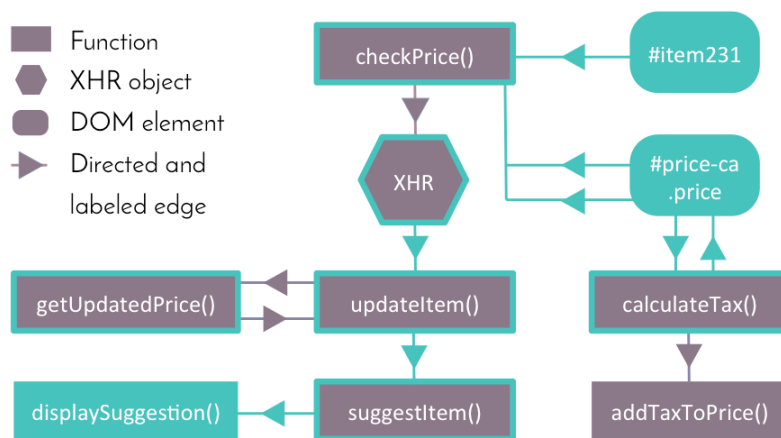 Function
XHR object
DOM element
Directed and
labeled edge
checkPrice()
#item231
XHR
#price-ca
.price
getUpdatedPrice()
updateItem()
calculateTax()
displaySuggestion()
suggestItem()
addTaxToPrice()